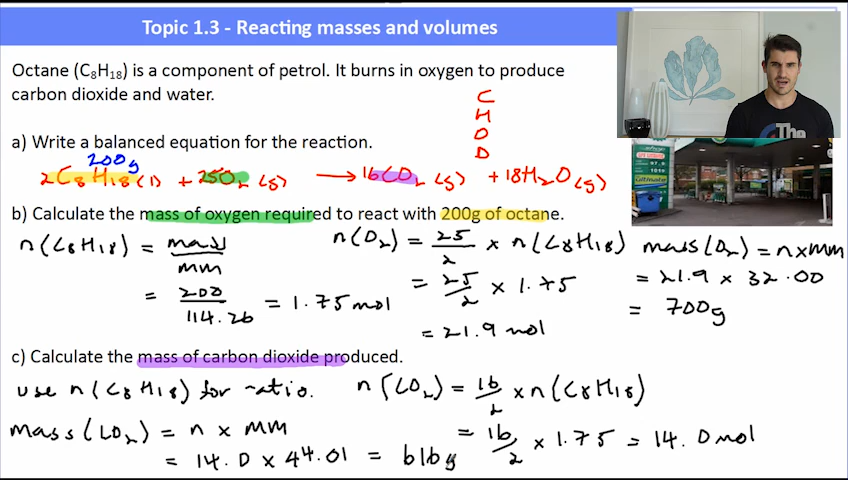 Topic 1.3 - Reacting masses and volumes
Octane (C₈H₁₈) is a component of petrol. It burns in oxygen to produce
carbon dioxide and water.
C
H
O
O
a) Write a balanced equation for the reaction.
200g
2C₈H₁₈(l) + 25O₂(g) → 16CO₂(g) + 18H₂O(g)
b) Calculate the mass of oxygen required to react with 200g of octane.
n(C₈H₁₈) = mass/MM
= 200/114.26 = 1.75mol
n(O₂) = 25/2 × n(C₈H₁₈)
= 25/2 × 1.75
= 21.9 mol
mass(O₂) = n×MM
= 21.9 × 32.00
= 700g
c) Calculate the mass of carbon dioxide produced.
use n(C₈H₁₈) for ratio.
n(CO₂) = 16/2 × n(C₈H₁₈)
= 16/2 × 1.75 = 14.0mol
mass(CO₂) = n × MM
= 14.0 × 44.01 = 616g
The